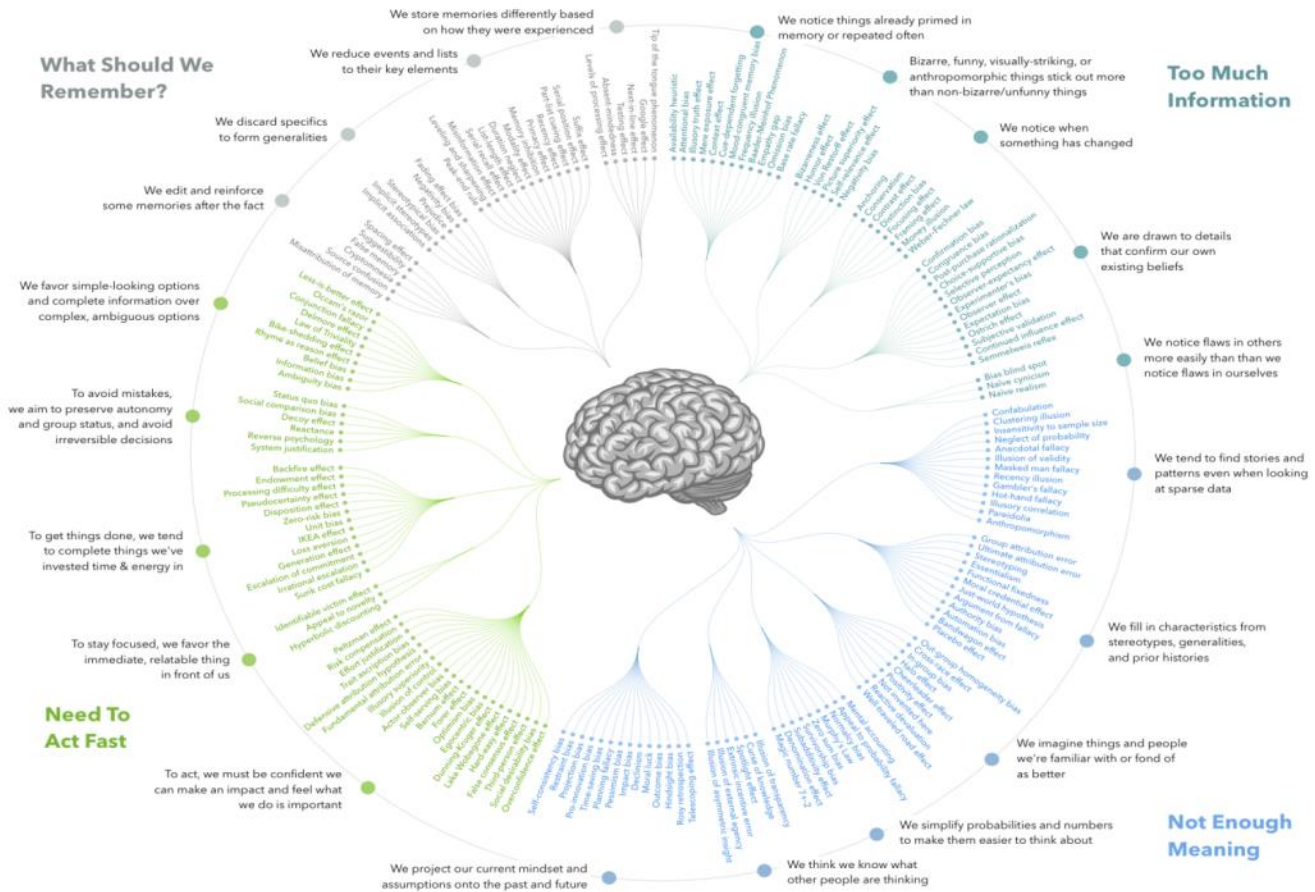 What Should We
Remember?
We store memories differently based
on how they were experienced
We reduce events and lists
to their key elements
We discard specifics
to form generalities
We edit and reinforce
some memories after the fact
Tip of the tongue phenomenon
Google effect
Next-in-line effect
Testing effect
Absent-mindedness
Levels of processing effect
Suffix effect
Serial position effect
Part-list cueing effect
Recency effect
Primacy effect
Memory inhibition
Modality effect
Duration neglect
List-length effect
Serial recall effect
Misinformation effect
Leveling and sharpening
Peak-end rule
Fading affect bias
Negativity bias
Prejudice
Stereotypical bias
Implicit stereotypes
Implicit associations
Spacing effect
Suggestibility
False memory
Cryptomnesia
Source confusion
Misattribution of memory
Too Much
Information
We notice things already primed in
memory or repeated often
Bizarre, funny, visually-striking, or
anthropomorphic things stick out more
than non-bizarre/unfunny things
We notice when
something has changed
We are drawn to details
that confirm our own
existing beliefs
We notice flaws in others
more easily than than we
notice flaws in ourselves
Availability heuristic
Attentional bias
Illusory truth effect
Mere exposure effect
Context effect
Cue-dependent forgetting
Mood-congruent memory bias
Frequency illusion
Baader-Meinhof Phenomenon
Empathy gap
Omission bias
Base rate fallacy
Bizarreness effect
Humor effect
Von Restorff effect
Picture superiority effect
Self-relevance effect
Negativity bias
Anchoring
Conservatism
Contrast effect
Distinction bias
Focusing effect
Framing effect
Money illusion
Weber-Fechner law
Confirmation bias
Congruence bias
Post-purchase rationalization
Choice-supportive bias
Selective perception
Observer-expectancy effect
Experimenter's bias
Observer effect
Expectation bias
Ostrich effect
Subjective validation
Continued influence effect
Semmelweis reflex
Bias blind spot
Naïve cynicism
Naïve realism
We tend to find stories and
patterns even when looking
at sparse data
We fill in characteristics from
stereotypes, generalities,
and prior histories
We imagine things and people
we're familiar with or fond of
as better
We simplify probabilities and numbers
to make them easier to think about
We think we know what
other people are thinking
We project our current mindset and
assumptions onto the past and future
Not Enough
Meaning
Confabulation
Clustering illusion
Insensitivity to sample size
Neglect of probability
Anecdotal fallacy
Illusion of validity
Masked man fallacy
Recency illusion
Gambler's fallacy
Hot-hand fallacy
Illusory correlation
Pareidolia
Anthropomorphism
Group attribution error
Ultimate attribution error
Stereotyping
Essentialism
Functional fixedness
Moral credential effect
Just-world hypothesis
Argument from fallacy
Authority bias
Automation bias
Bandwagon effect
Placebo effect
Out-group homogeneity bias
Cross-race effect
In-group bias
Halo effect
Cheerleader effect
Positivity effect
Not invented here
Reactive devaluation
Well-traveled road effect
Mental accounting
Appeal to probability fallacy
Normalcy bias
Murphy's Law
Zero sum bias
Survivorship bias
Subadditivity effect
Denomination effect
Magic number 7+-2
Illusion of transparency
Curse of knowledge
Spotlight effect
Extrinsic incentive error
Illusion of external agency
Illusion of asymmetric insight
Telescoping effect
Rosy retrospection
Hindsight bias
Outcome bias
Moral luck
Declinism
Impact bias
Pessimism bias
Planning fallacy
Time-saving bias
Pro-innovation bias
Projection bias
Restraint bias
Self-consistency bias
We favor simple-looking options
and complete information over
complex, ambiguous options
To avoid mistakes,
we aim to preserve autonomy
and group status, and avoid
irreversible decisions
To get things done, we tend
to complete things we've
invested time & energy in
To stay focused, we favor the
immediate, relatable thing
in front of us
Need To
Act Fast
To act, we must be confident we
can make an impact and feel what
we do is important
Less-is-better effect
Occam's razor
Conjunction fallacy
Delmore effect
Law of Triviality
Bike-shedding effect
Rhyme as reason effect
Belief bias
Information bias
Ambiguity bias
Status quo bias
Social comparison bias
Decoy effect
Reactance
Reverse psychology
System justification
Backfire effect
Endowment effect
Processing difficulty effect
Pseudocertainty effect
Disposition effect
Zero-risk bias
Unit bias
IKEA effect
Loss aversion
Generation effect
Escalation of commitment
Irrational escalation
Sunk cost fallacy
Identifiable victim effect
Appeal to novelty
Hyperbolic discounting
Peltzman effect
Risk compensation
Effort justification
Trait ascription bias
Defensive attribution hypothesis
Fundamental attribution error
Illusory superiority
Illusion of control
Actor-observer bias
Self-serving bias
Barnum effect
Forer effect
Optimism bias
Egocentric bias
Dunning-Kruger effect
Lake Wobegone effect
Hard-easy effect
False consensus effect
Third-person effect
Social desirability bias
Overconfidence effect